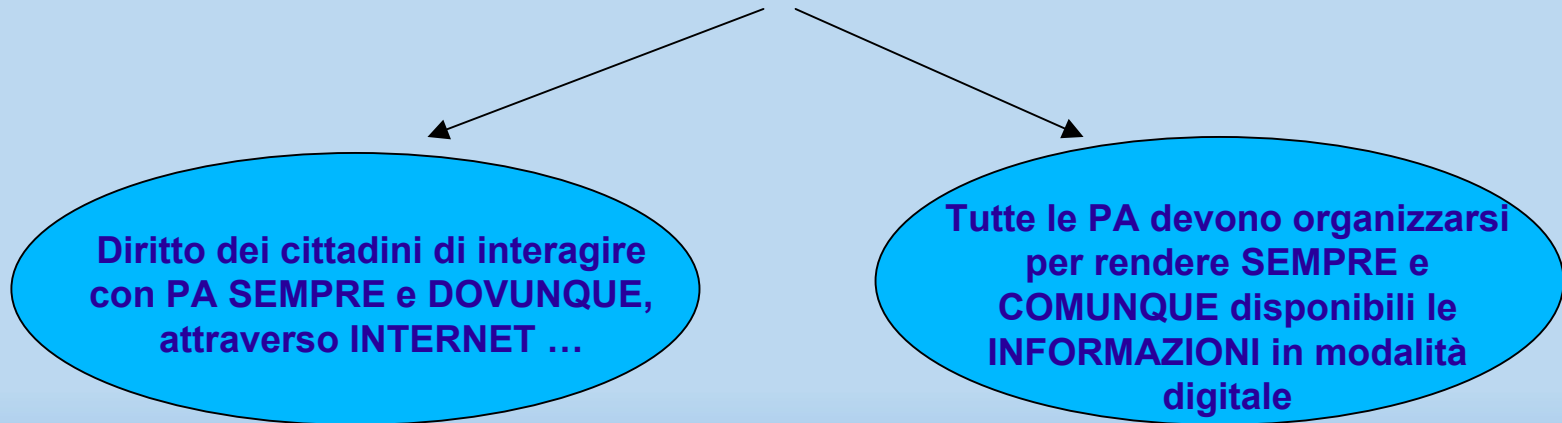 Diritto dei cittadini di interagire
con PA SEMPRE e DOVUNQUE,
attraverso INTERNET …
Tutte le PA devono organizzarsi
per rendere SEMPRE e
COMUNQUE disponibili le
INFORMAZIONI in modalità
digitale